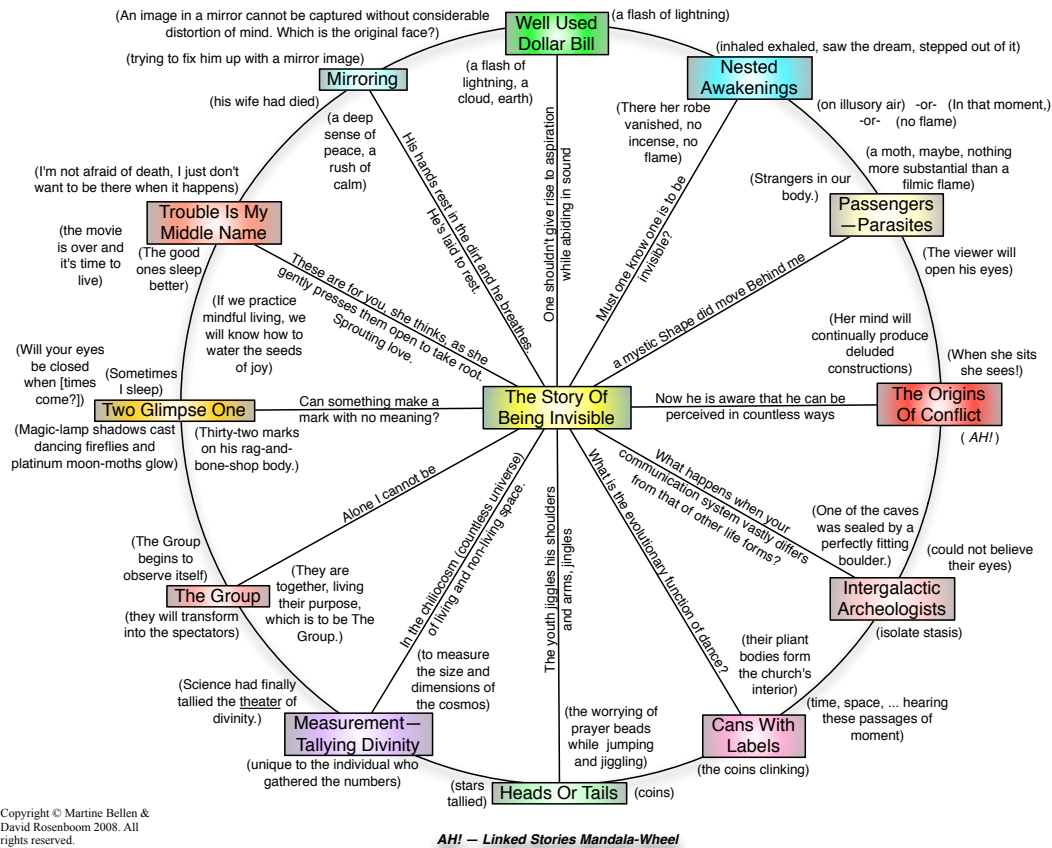 (An image in a mirror cannot be captured without considerable
distortion of mind. Which is the original face?)
Well Used
Dollar Bill
(a flash of lightning)
(a flash of
lightning, a
cloud, earth)
(inhaled exhaled, saw the dream, stepped out of it)
Nested
Awakenings
(There her robe
vanished, no
incense, no
flame)
(on illusory air) -or- (In that moment,)
-or- (no flame)
(trying to fix him up with a mirror image)
Mirroring
(his wife had died)
(a deep
sense of
peace, a
rush of
calm)
His hands rest in the dirt and he breathes.
He's laid to rest.
One shouldn't give rise to aspiration
while abiding in sound
Must one know one is to be
invisible?
(a moth, maybe, nothing
more substantial than a
filmic flame)
(Strangers in our
body.)
Passengers
—Parasites
(The viewer will
open his eyes)
a mystic Shape did move Behind me
(I'm not afraid of death, I just don't
want to be there when it happens)
Trouble Is My
Middle Name
(the movie
is over and
it's time to
live)
(The good
ones sleep
better)
These are for you, she thinks, as she
gently presses them open to take root.
Sprouting love.
(If we practice
mindful living, we
will know how to
water the seeds
of joy)
(Her mind will
continually produce
deluded
constructions)
(When she sits
she sees!)
The Origins
Of Conflict
( AH! )
(Will your eyes
be closed
when [times
come?])
(Sometimes
I sleep)
Two Glimpse One
(Magic-lamp shadows cast
dancing fireflies and
platinum moon-moths glow)
(Thirty-two marks
on his rag-and-
bone-shop body.)
Can something make a
mark with no meaning?
The Story Of
Being Invisible
Now he is aware that he can be
perceived in countless ways
Alone I cannot be
In the chiliocosm (countless universe)
of living and non-living space.
The youth jiggles his shoulders
and arms, jingles
What is the evolutionary function of dance?
What happens when your
communication system vastly differs
from that of other life forms?
(One of the caves
was sealed by a
perfectly fitting
boulder.)
(could not believe
their eyes)
Intergalactic
Archeologists
(isolate stasis)
(The Group
begins to
observe itself)
The Group
(they will transform
into the spectators)
(They are
together, living
their purpose,
which is to be The
Group.)
(to measure
the size and
dimensions of
the cosmos)
(Science had finally
tallied the theater of
divinity.)
Measurement—
Tallying Divinity
(unique to the individual who
gathered the numbers)
(their pliant
bodies form
the church's
interior)
Cans With
Labels
(time, space, ... hearing
these passages of
moment)
(the coins clinking)
(the worrying of
prayer beads
while jumping
and jiggling)
(stars
tallied)
Heads Or Tails
(coins)
Copyright © Martine Bellen &
David Rosenboom 2008. All
rights reserved.
AH! — Linked Stories Mandala-Wheel